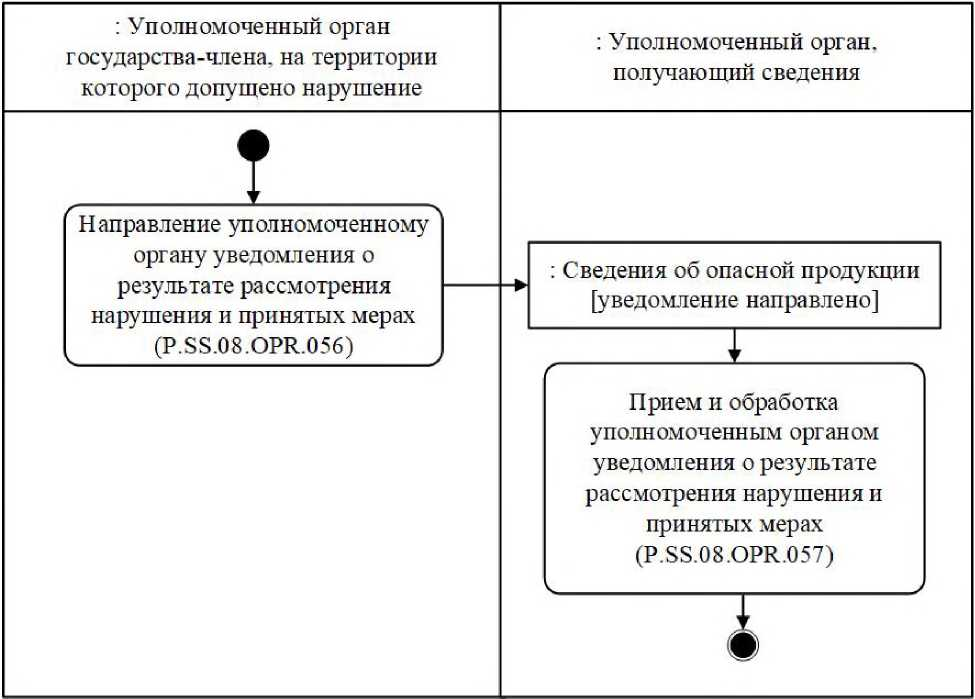 : Уполномоченный орган
государства-члена, на территории
которого допущено нарушение
: Уполномоченный орган,
получающий сведения
Направление уполномоченному
органу уведомления о
результате рассмотрения
нарушения и принятых мерах
(P.SS.08.OPR.056)
: Сведения об опасной продукции
[уведомление направлено]
Прием и обработка
уполномоченным органом
уведомления о результате
рассмотрения нарушения и
принятых мерах
(P.SS.08.OPR.057)